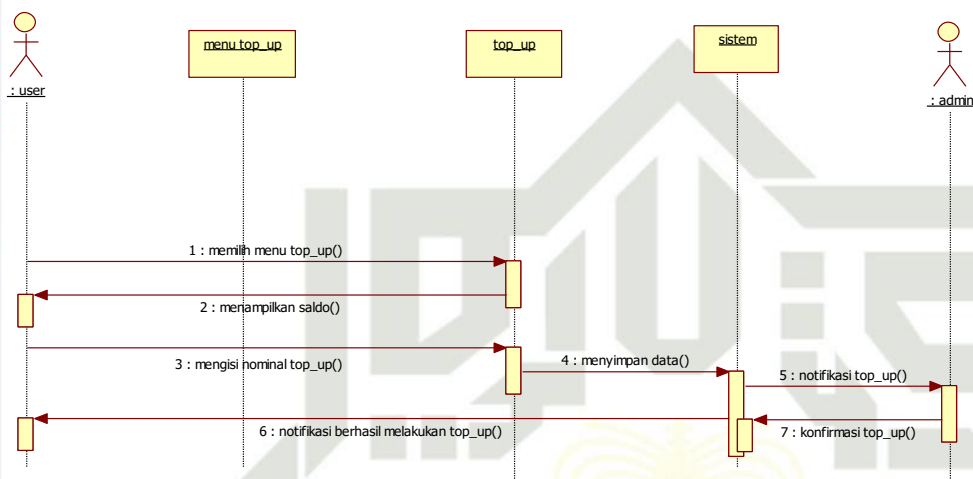 menu top_up
top_up
sistem
: user
: admin
1 : memilih menu top_up()
2 : menampilkan saldo()
3 : mengisi nominal top_up()
4 : menyimpan data()
5 : notifikasi top_up()
6 : notifikasi berhasil melakukan top_up()
7 : konfirmasi top_up()